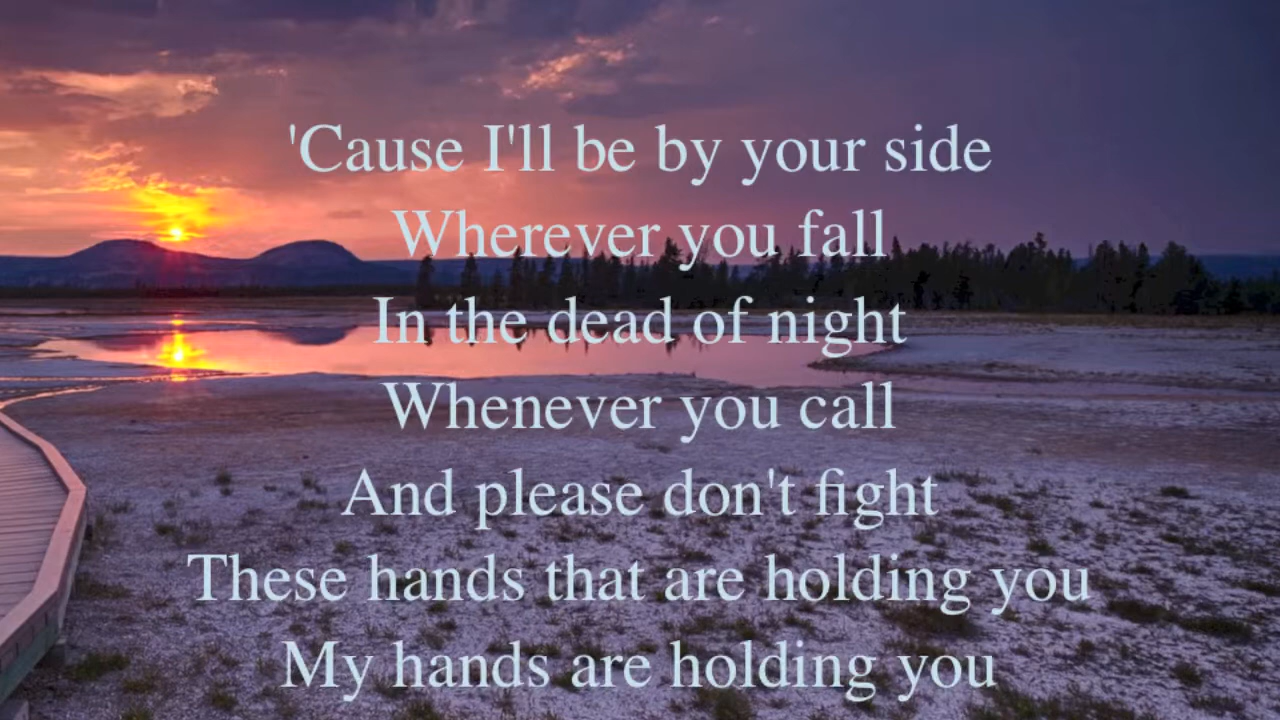 'Cause I'll be by your side
Wherever you fall
In the dead of night
Whenever you call
And please don't fight
These hands that are holding you
My hands are holding you